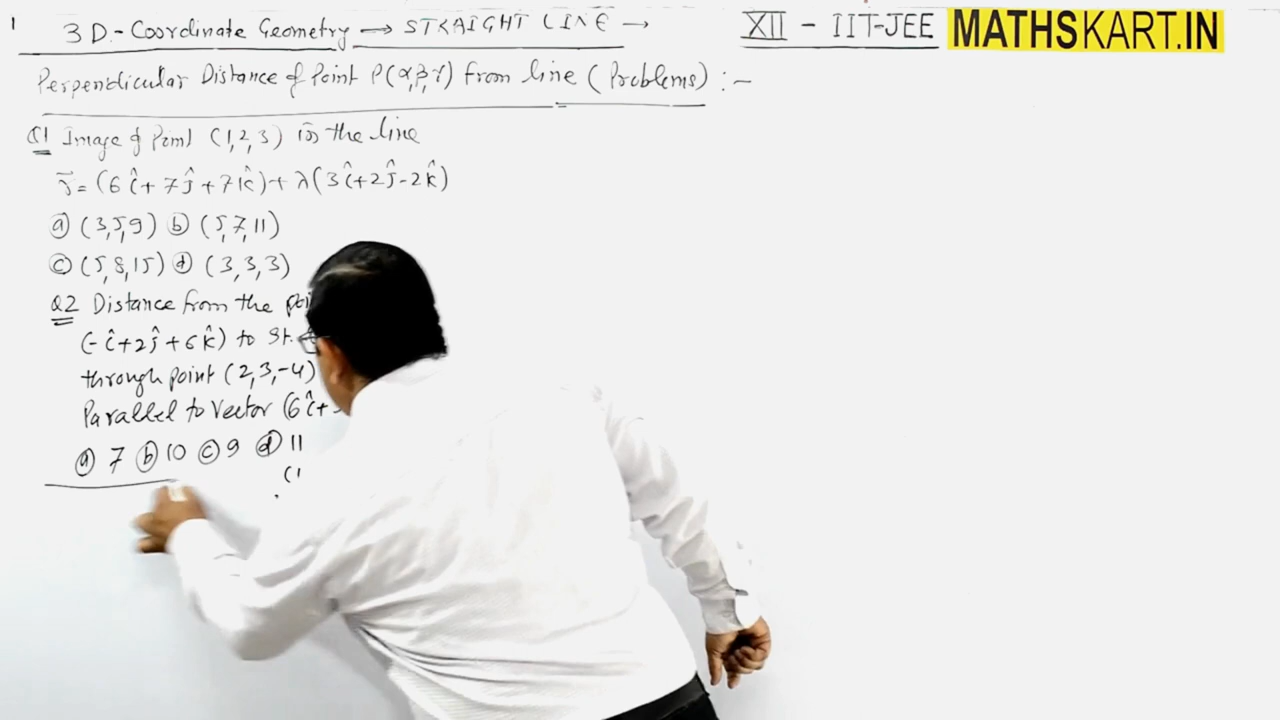 1
3 D.- Coordinate Geometry → STRAIGHT LINE → XII - IIT-JEE MATHSKART.IN
Perpendicular Distance of Point P(α,β,γ) from line (Problems) :-
Q1 Image of Point (1,2,3) in the line
r̄ = (6î + 7ĵ + 7k̂) + λ(3î+2ĵ-2k̂)
ⓐ (3,5,9) ⓑ (5,7,11)
ⓒ (5,8,15) ⓓ (3,3,3)
Q2 Distance from the
(-î+2ĵ+6k̂) to St.
through point (2,3,-4)
Parallel to vector (6î+
ⓐ 7 ⓑ 10 ⓒ 9 ⓓ 11